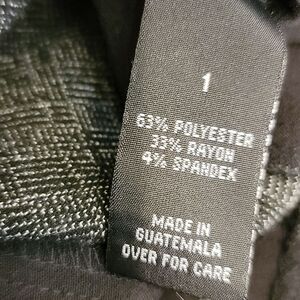 1
63% POLYESTER
33% RAYON
4% SPANDEX
MADE IN
GUATEMALA
OVER FOR CARE